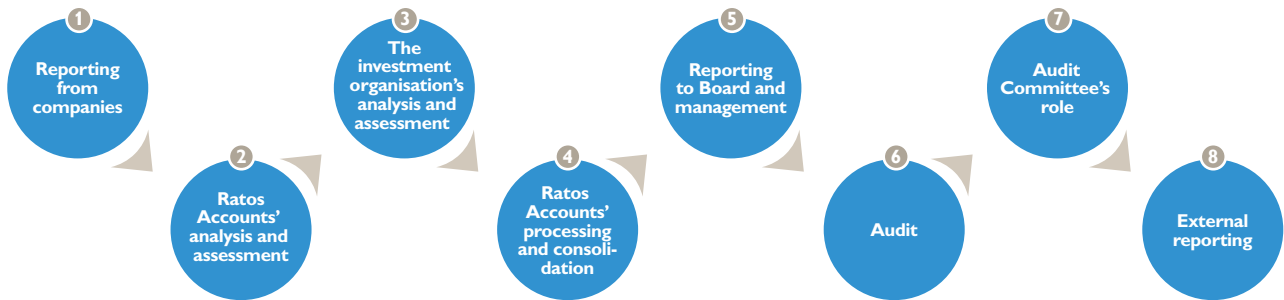 1
Reporting
from
companies
2
Ratos
Accounts’
analysis and
assessment
3
The
investment
organisation’s
analysis and
assessment
4
Ratos
Accounts’
processing
and consoli-
dation
5
Reporting
to Board and
management
6
Audit
7
Audit
Committee’s
role
8
External
reporting